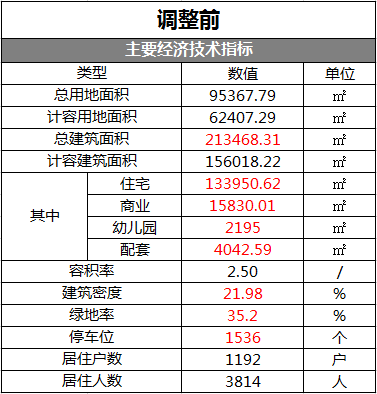 调整前
主要经济技术指标
类型 数值 单位
总用地面积 95367.79 ㎡
计容用地面积 62407.29 ㎡
总建筑面积 213468.31 ㎡
计容建筑面积 156018.22 ㎡
其中 住宅 133950.62 ㎡
商业 15830.01 ㎡
幼儿园 2195 ㎡
配套 4042.59 ㎡
容积率 2.50 /
建筑密度 21.98 %
绿地率 35.2 %
停车位 1536 个
居住户数 1192 户
居住人数 3814 人